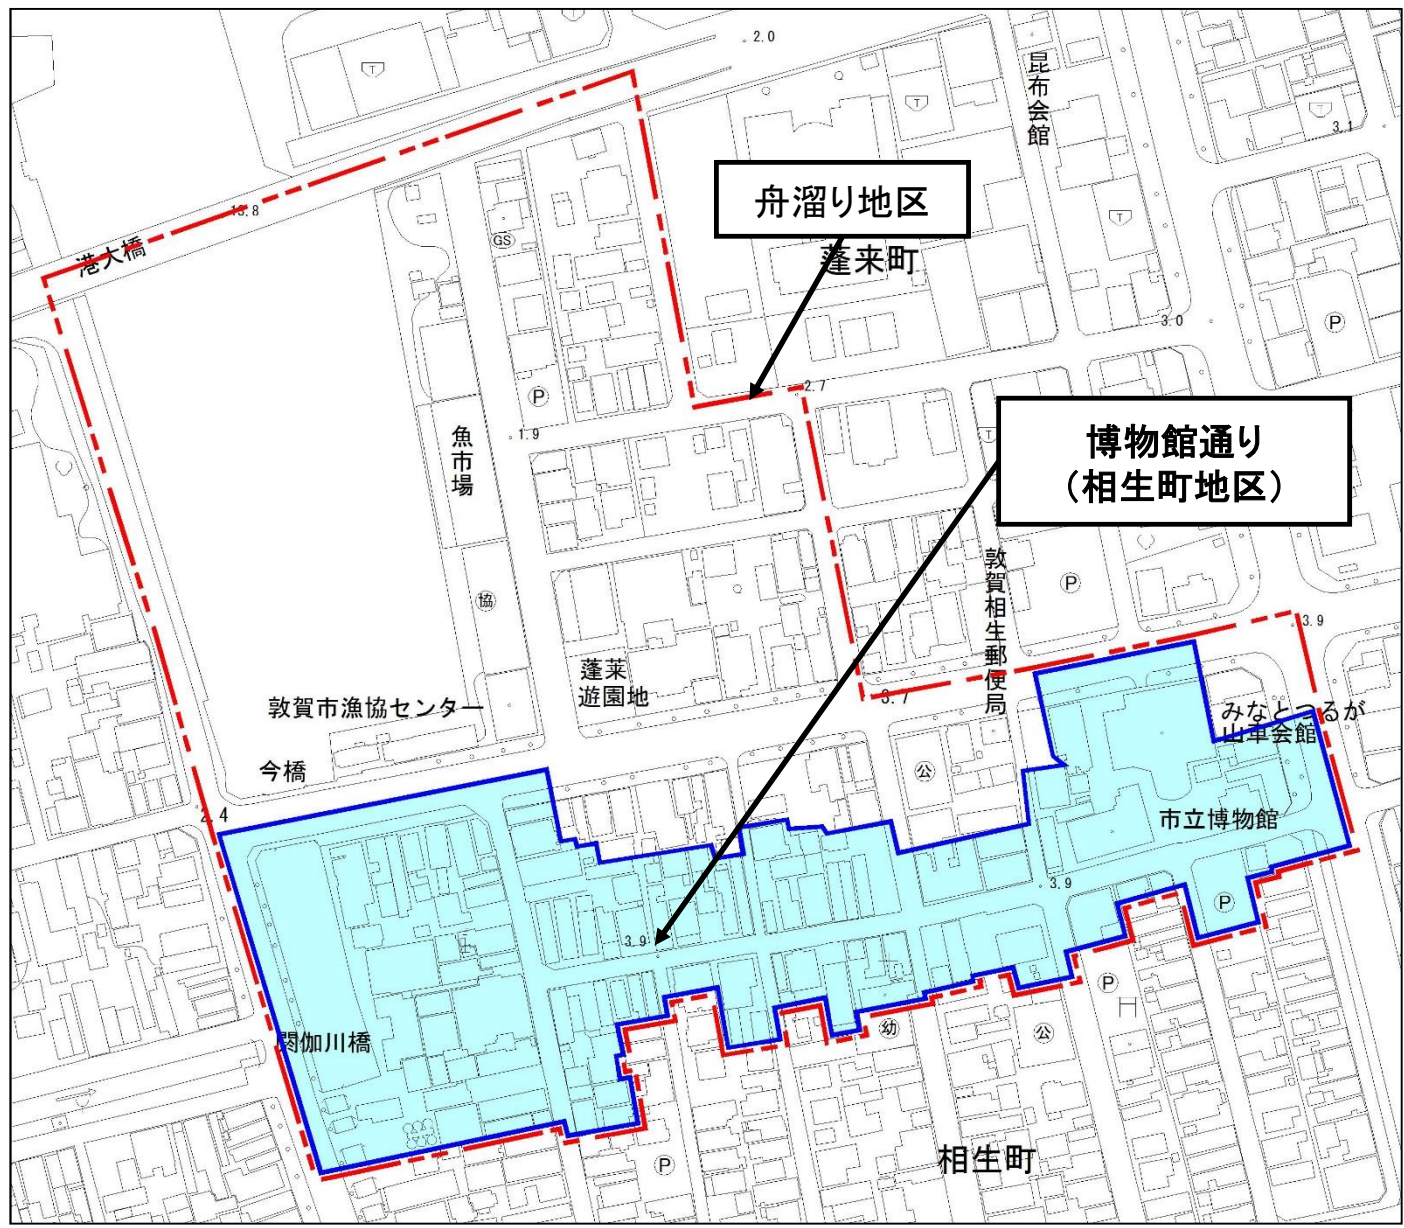 2.0
昆布会館
T
T
T
3.1
舟溜り地区
T
13.8
港大橋
GS
蓬来町
3.0
P
2.7
P
1.9
魚市場
博物館通り
（相生町地区）
T
敦賀相生郵便局
P
協
3.9
蓬莱
遊園地
3.7
敦賀市漁協センター
みなとつるが
山車会館
今橋
公
2.4
市立博物館
3.9
P
3.9
P
閼伽川橋
幼
公
相生町
P